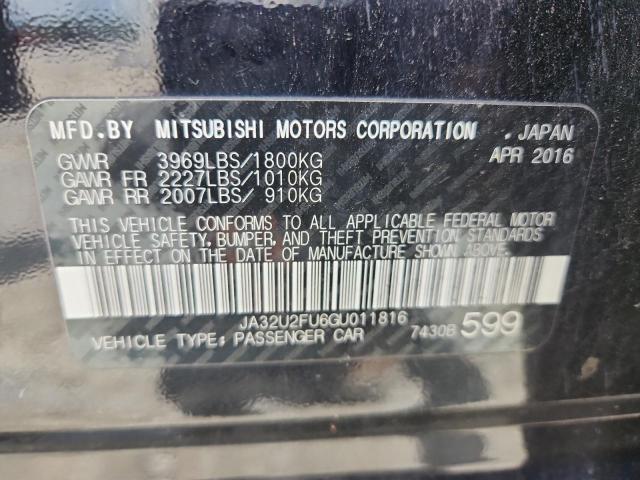 MFD.BY MITSUBISHI MOTORS CORPORATION , JAPAN
GVWR 3969LBS/1800KG APR 2016
GAWR FR 2227LBS/1010KG
GAWR RR 2007LBS/ 910KG
THIS VEHICLE CONFORMS TO ALL APPLICABLE FEDERAL MOTOR
VEHICLE SAFETY, BUMPER, AND THEFT PREVENTION STANDARDS
IN EFFECT ON THE DATE OF MANUFACTURE SHOWN ABOVE.
JA32U2FU6GU011816
VEHICLE TYPE: PASSENGER CAR 7430B 599